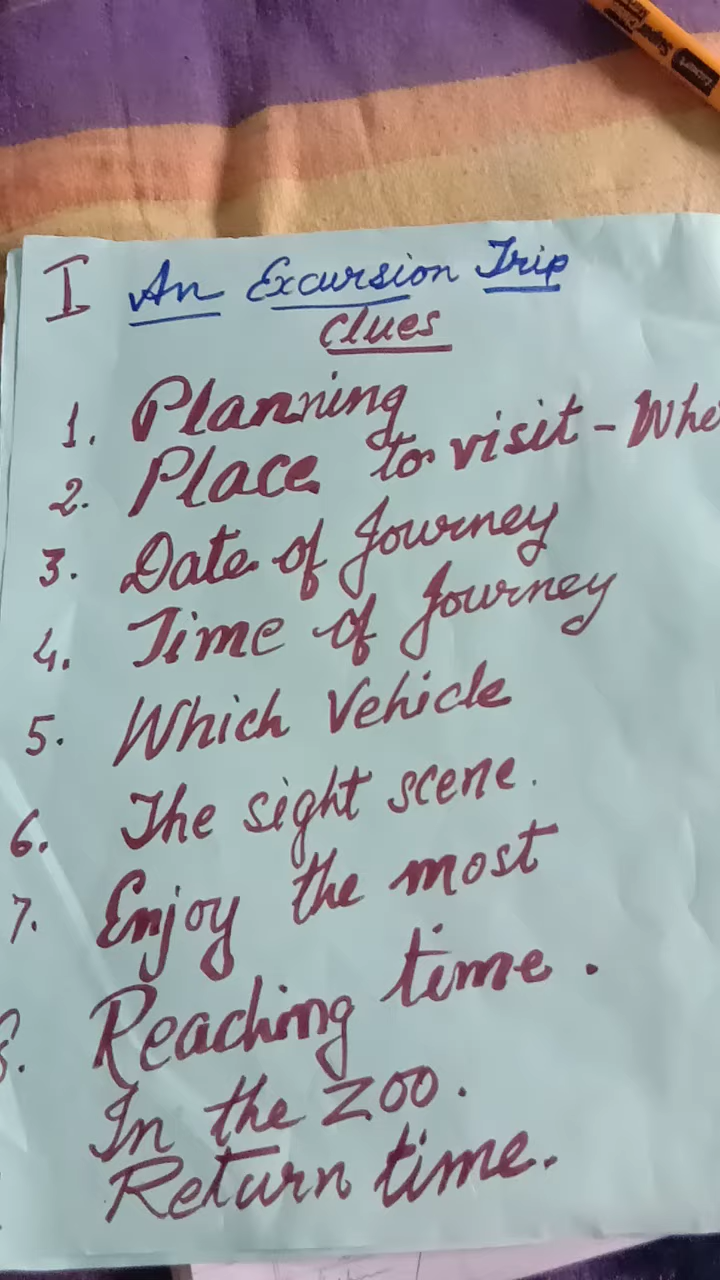 I An Excursion Trip
Clues
1. Planning
2. Place to visit - Whe
3. Date of Journey
4. Time of Journey
5. Which Vehicle
6. The sight scene.
7. Enjoy the most
8. Reaching time.
In the Zoo.
Return time.